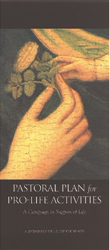 PASTORAL PLAN for
PRO-LIFE ACTIVITIES
A Campaign in Support of Life